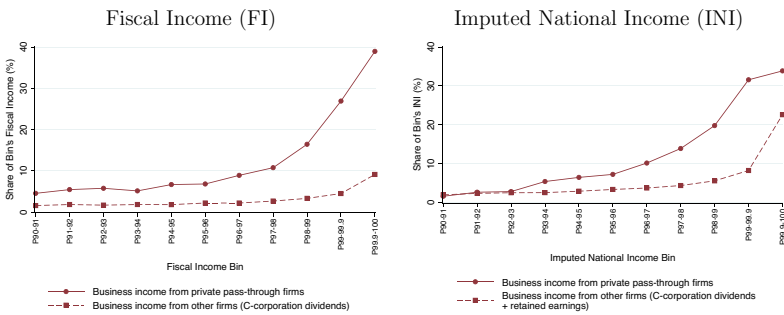 Fiscal Income (FI)
Share of Bin's Fiscal Income (%)
40
30
20
10
0
P90-91
P91-92
P92-93
P93-94
P94-95
P95-96
P96-97
P97-98
P98-99
P99-99.9
P99.9-100
Fiscal Income Bin
Business income from private pass-through firms
Business income from other firms (C-corporation dividends)
Imputed National Income (INI)
Share of Bin's INI (%)
40
30
20
10
0
P90-91
P91-92
P92-93
P93-94
P94-95
P95-96
P96-97
P97-98
P98-99
P99-99.9
P99.9-100
Imputed National Income Bin
Business income from private pass-through firms
Business income from other firms (C-corporation dividends
+ retained earnings)